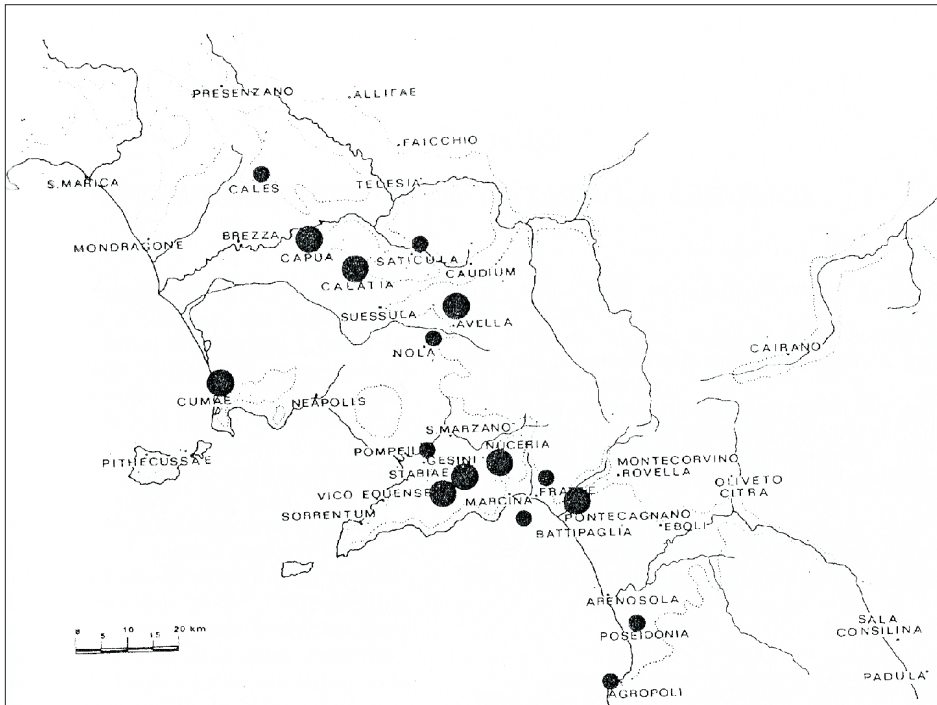 PRESENZANO
ALLIFAE
FAICCHIO
S.MARICA
CALES
TELESIA
MONDRAGONE
BREZZA
CAPUA
SATICULA
CAUDIUM
CALATIA
SUESSULA
AVELLA
NOLA
CAIRANO
CUMAE
NEAPOLIS
S.MARZANO
PITHECUSSAE
POMPEII
NUCERIA
GESINI
STABIAE
MONTECORVINO
ROVELLA
VICO EQUENSE
MARCINA
FRATTE
OLIVETO
CITRA
SORRENTUM
PONTECAGNANO
EBOLI
BATTIPAGLIA
ARENOSOLA
POSEIDONIA
SALA
CONSILINA
0 5 10 15 20 km
PADULA
AGROPOLI